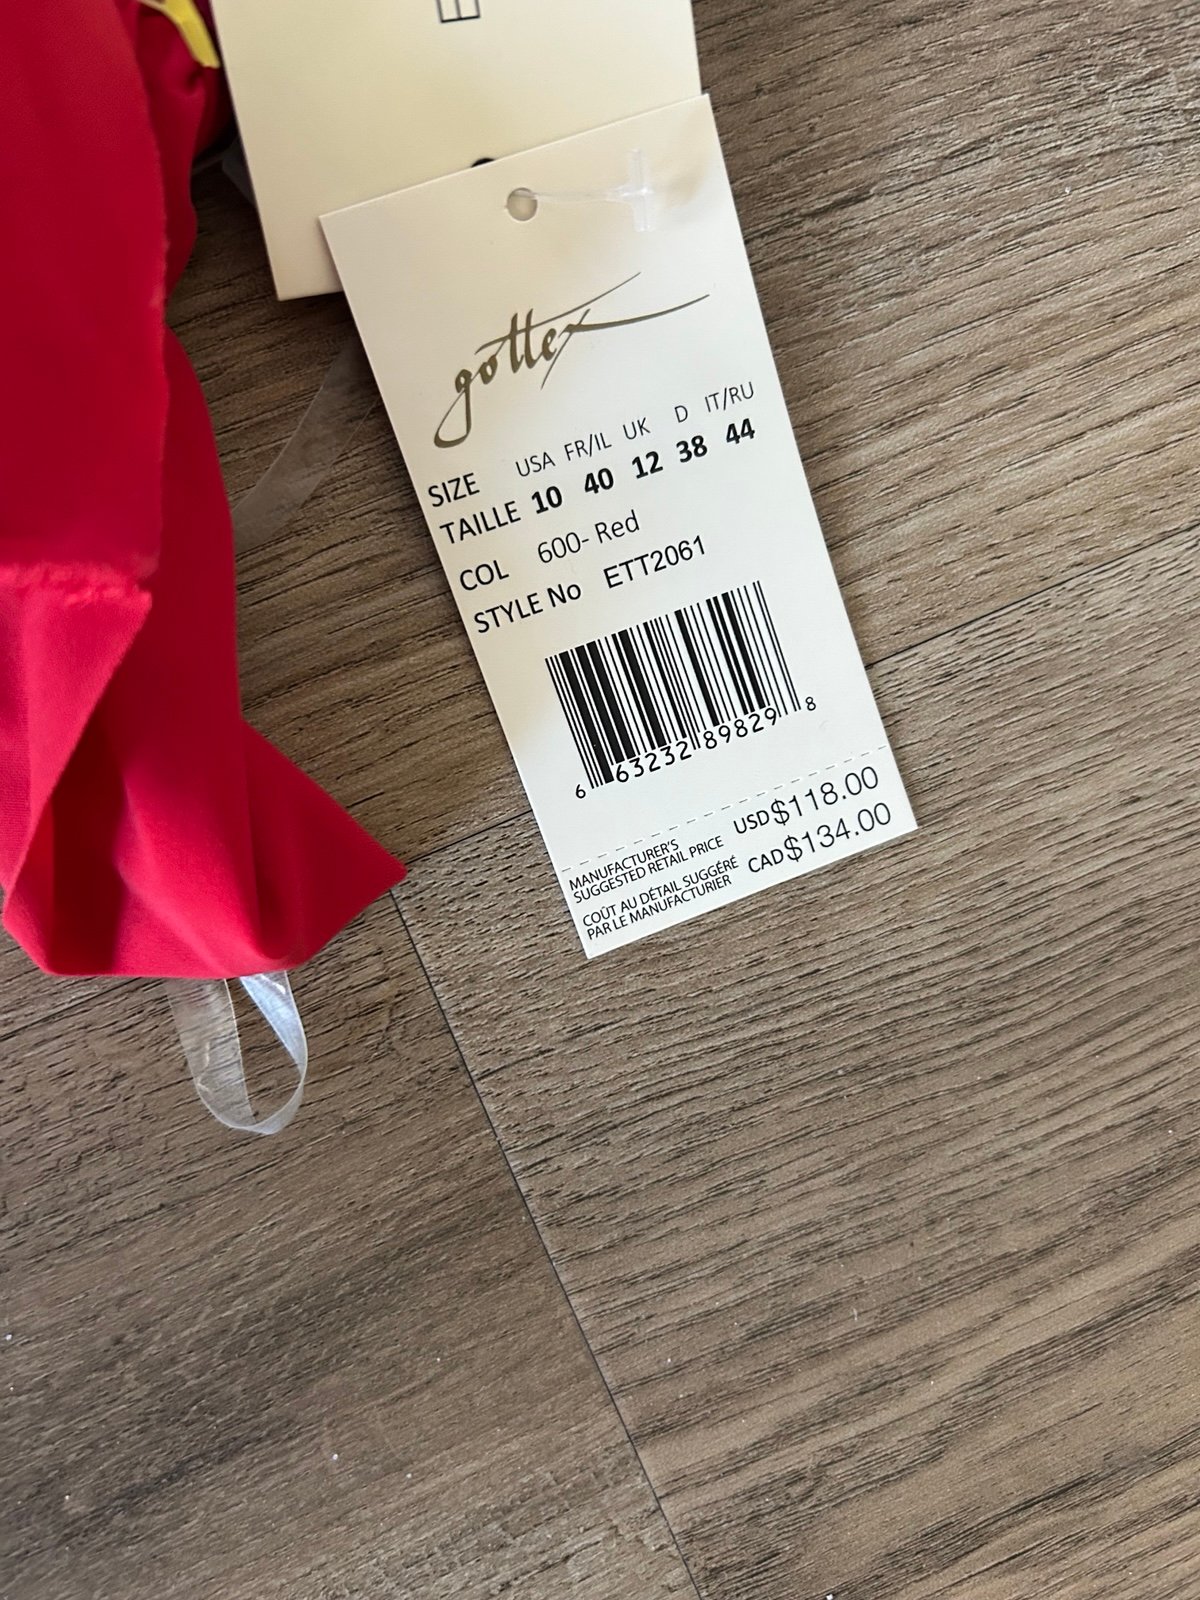 E
gottex
USA FR/IL UK D IT/RU
SIZE
TAILLE 10 40 12 38 44
COL 600- Red
STYLE No ETT2061
6 63232 89829 8
MANUFACTURER'S
SUGGESTED RETAIL PRICE USD$118.00
COÛT AU DÉTAIL SUGGÉRÉ
PAR LE MANUFACTURIER CAD$134.00